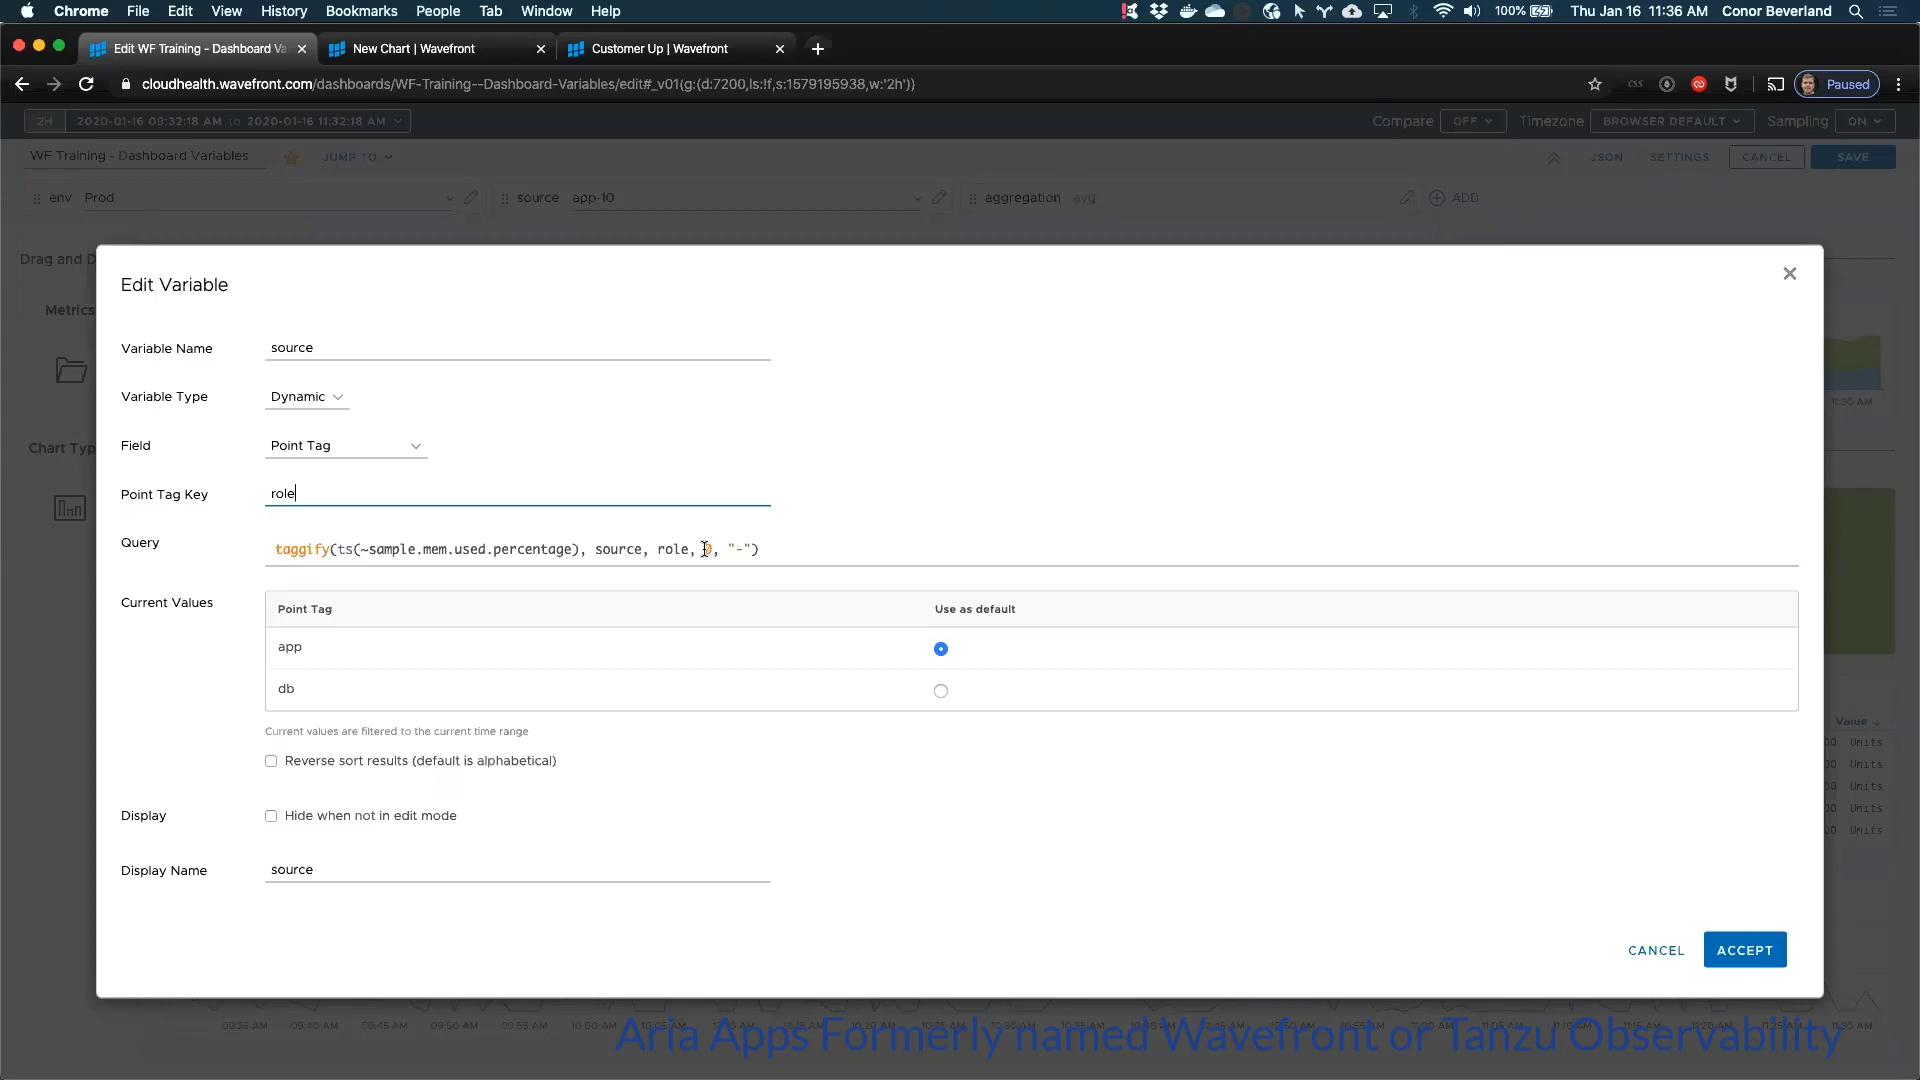 Chrome File Edit View History Bookmarks People Tab Window Help 100% Thu Jan 16 11:36 AM Conor Beverland
Edit WF Training - Dashboard Va New Chart | Wavefront Customer Up | Wavefront
cloudhealth.wavefront.com/dashboards/WF-Training--Dashboard-Variables/edit#_v01(g:(d:7200,ls:!f,s:1579195938,w:'2h')) css Paused
2H 2020-01-16 09:32:18 AM to 2020-01-16 11:32:18 AM Compare OFF Timezone BROWSER DEFAULT Sampling ON
WF Training - Dashboard Variables JUMP TO JSON SETTINGS CANCEL SAVE
env Prod source app-10 aggregation avg ADD
Drag and D
Edit Variable
Metrics
Variable Name source
Variable Type Dynamic
11:30 AM
Field Point Tag
Chart Typ
Point Tag Key role
Query taggify(ts(~sample.mem.used.percentage), source, role, 0, "-")
Current Values Point Tag Use as default
app
db
Current values are filtered to the current time range
Value
00 Units
Reverse sort results (default is alphabetical)
00 Units
00 Units
Display Hide when not in edit mode
00 Units
00 Units
Display Name source
CANCEL ACCEPT
09:35 AM 09:40 AM 09:45 AM 09:50 AM 09:55 AM 10:00 AM 10:05 AM
Aria Apps Formerly named Wavefront or Tanzu Observability